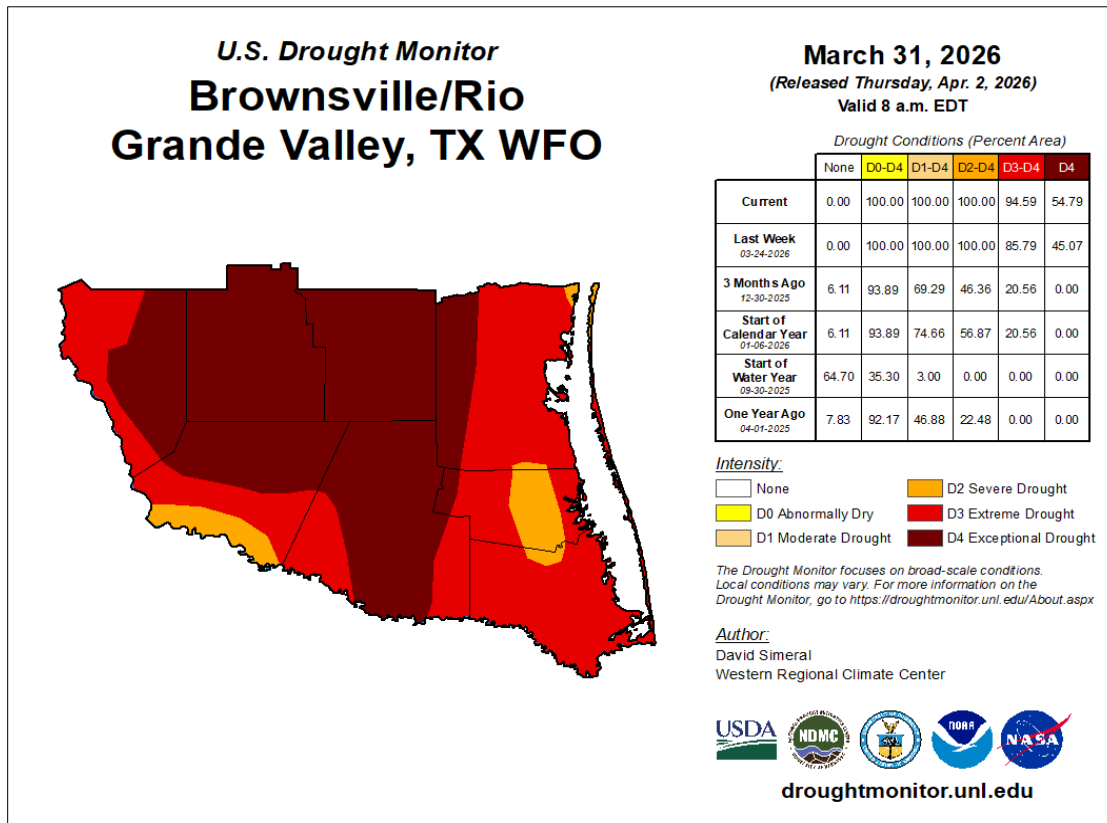 U.S. Drought Monitor
Brownsville/Rio
Grande Valley, TX WFO
March 31, 2026
(Released Thursday, Apr. 2, 2026)
Valid 8 a.m. EDT
Drought Conditions (Percent Area)
None D0-D4 D1-D4 D2-D4 D3-D4 D4
Current 0.00 100.00 100.00 100.00 94.59 54.79
Last Week 0.00 100.00 100.00 100.00 85.79 45.07
03-24-2026
3 Months Ago 6.11 93.89 69.29 46.36 20.56 0.00
12-30-2025
Start of
Calendar Year 6.11 93.89 74.66 56.87 20.56 0.00
01-06-2026
Start of
Water Year 64.70 35.30 3.00 0.00 0.00 0.00
09-30-2025
One Year Ago 7.83 92.17 46.88 22.48 0.00 0.00
04-01-2025
Intensity:
None
D0 Abnormally Dry
D1 Moderate Drought
D2 Severe Drought
D3 Extreme Drought
D4 Exceptional Drought
The Drought Monitor focuses on broad-scale conditions.
Local conditions may vary. For more information on the
Drought Monitor, go to https://droughtmonitor.unl.edu/About.aspx
Author:
David Simeral
Western Regional Climate Center
USDA
NDMC
NOAA
NASA
droughtmonitor.unl.edu